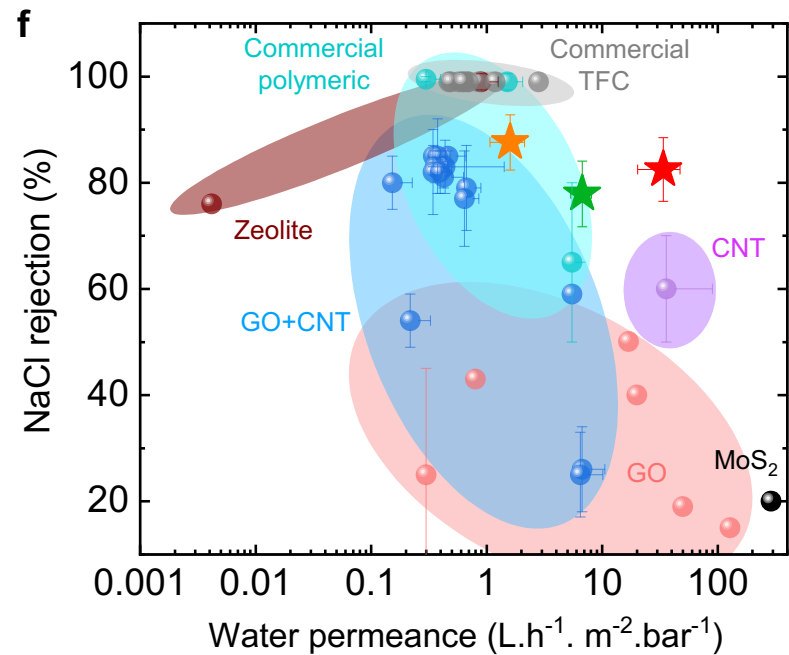 f
Commercial
polymeric
Commercial
TFC
100
80
60
40
20
NaCl rejection (%)
Zeolite
CNT
GO+CNT
GO
MoS₂
0.001 0.01 0.1 1 10 100
Water permeance (L.h⁻¹. m⁻².bar⁻¹)